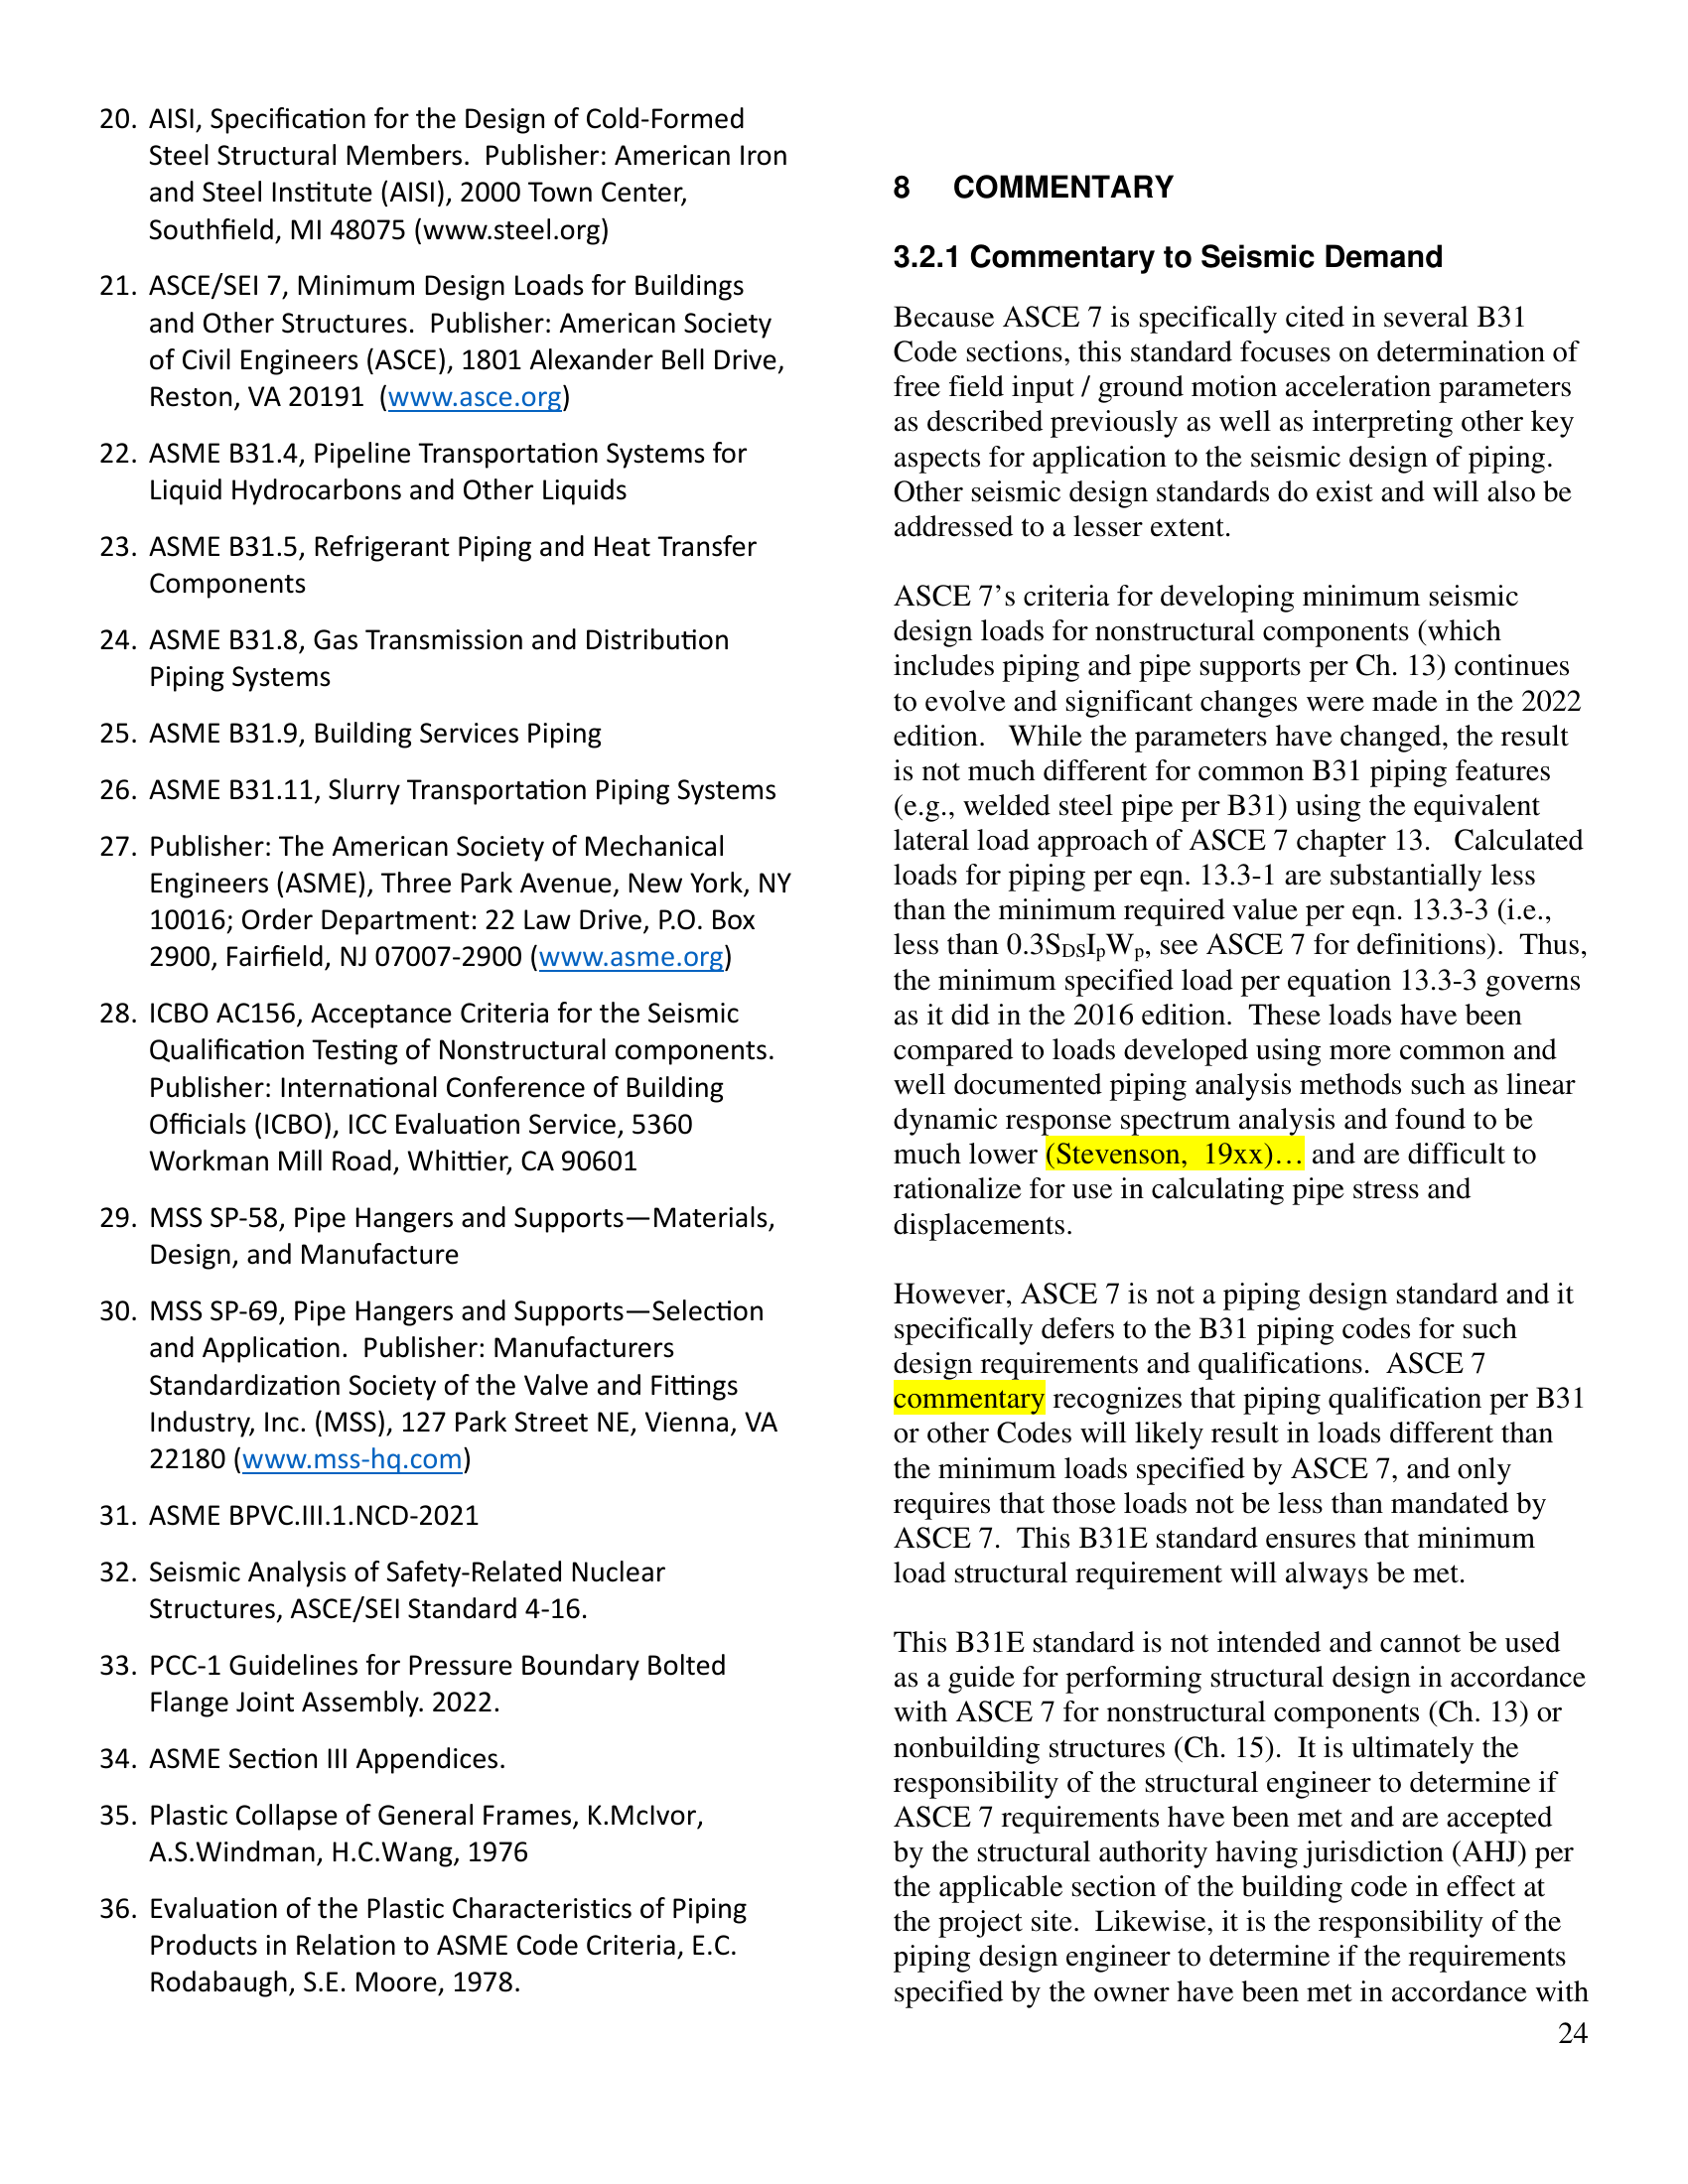 20. AISI, Specification for the Design of Cold-Formed
Steel Structural Members.  Publisher: American Iron
and Steel Institute (AISI), 2000 Town Center,
Southfield, MI 48075 (www.steel.org)
21. ASCE/SEI 7, Minimum Design Loads for Buildings
and Other Structures.  Publisher: American Society
of Civil Engineers (ASCE), 1801 Alexander Bell Drive,
Reston, VA 20191  (www.asce.org)
22. ASME B31.4, Pipeline Transportation Systems for
Liquid Hydrocarbons and Other Liquids
23. ASME B31.5, Refrigerant Piping and Heat Transfer
Components
24. ASME B31.8, Gas Transmission and Distribution
Piping Systems
25. ASME B31.9, Building Services Piping
26. ASME B31.11, Slurry Transportation Piping Systems
27. Publisher: The American Society of Mechanical
Engineers (ASME), Three Park Avenue, New York, NY
10016; Order Department: 22 Law Drive, P.O. Box
2900, Fairfield, NJ 07007-2900 (www.asme.org)
28. ICBO AC156, Acceptance Criteria for the Seismic
Qualification Testing of Nonstructural components.
Publisher: International Conference of Building
Officials (ICBO), ICC Evaluation Service, 5360
Workman Mill Road, Whittier, CA 90601
29. MSS SP-58, Pipe Hangers and Supports—Materials,
Design, and Manufacture
30. MSS SP-69, Pipe Hangers and Supports—Selection
and Application.  Publisher: Manufacturers
Standardization Society of the Valve and Fittings
Industry, Inc. (MSS), 127 Park Street NE, Vienna, VA
22180 (www.mss-hq.com)
31. ASME BPVC.III.1.NCD-2021
32. Seismic Analysis of Safety-Related Nuclear
Structures, ASCE/SEI Standard 4-16.
33. PCC-1 Guidelines for Pressure Boundary Bolted
Flange Joint Assembly. 2022.
34. ASME Section III Appendices.
35. Plastic Collapse of General Frames, K.McIvor,
A.S.Windman, H.C.Wang, 1976
36. Evaluation of the Plastic Characteristics of Piping
Products in Relation to ASME Code Criteria, E.C.
Rodabaugh, S.E. Moore, 1978.
8 COMMENTARY
3.2.1 Commentary to Seismic Demand
Because ASCE 7 is specifically cited in several B31
Code sections, this standard focuses on determination of
free field input / ground motion acceleration parameters
as described previously as well as interpreting other key
aspects for application to the seismic design of piping.
Other seismic design standards do exist and will also be
addressed to a lesser extent.
ASCE 7’s criteria for developing minimum seismic
design loads for nonstructural components (which
includes piping and pipe supports per Ch. 13) continues
to evolve and significant changes were made in the 2022
edition.   While the parameters have changed, the result
is not much different for common B31 piping features
(e.g., welded steel pipe per B31) using the equivalent
lateral load approach of ASCE 7 chapter 13.   Calculated
loads for piping per eqn. 13.3-1 are substantially less
than the minimum required value per eqn. 13.3-3 (i.e.,
less than 0.3SDSIpWp, see ASCE 7 for definitions).  Thus,
the minimum specified load per equation 13.3-3 governs
as it did in the 2016 edition.  These loads have been
compared to loads developed using more common and
well documented piping analysis methods such as linear
dynamic response spectrum analysis and found to be
much lower (Stevenson,  19xx)… and are difficult to
rationalize for use in calculating pipe stress and
displacements.
However, ASCE 7 is not a piping design standard and it
specifically defers to the B31 piping codes for such
design requirements and qualifications.  ASCE 7
commentary recognizes that piping qualification per B31
or other Codes will likely result in loads different than
the minimum loads specified by ASCE 7, and only
requires that those loads not be less than mandated by
ASCE 7.  This B31E standard ensures that minimum
load structural requirement will always be met.
This B31E standard is not intended and cannot be used
as a guide for performing structural design in accordance
with ASCE 7 for nonstructural components (Ch. 13) or
nonbuilding structures (Ch. 15).  It is ultimately the
responsibility of the structural engineer to determine if
ASCE 7 requirements have been met and are accepted
by the structural authority having jurisdiction (AHJ) per
the applicable section of the building code in effect at
the project site.  Likewise, it is the responsibility of the
piping design engineer to determine if the requirements
specified by the owner have been met in accordance with
24